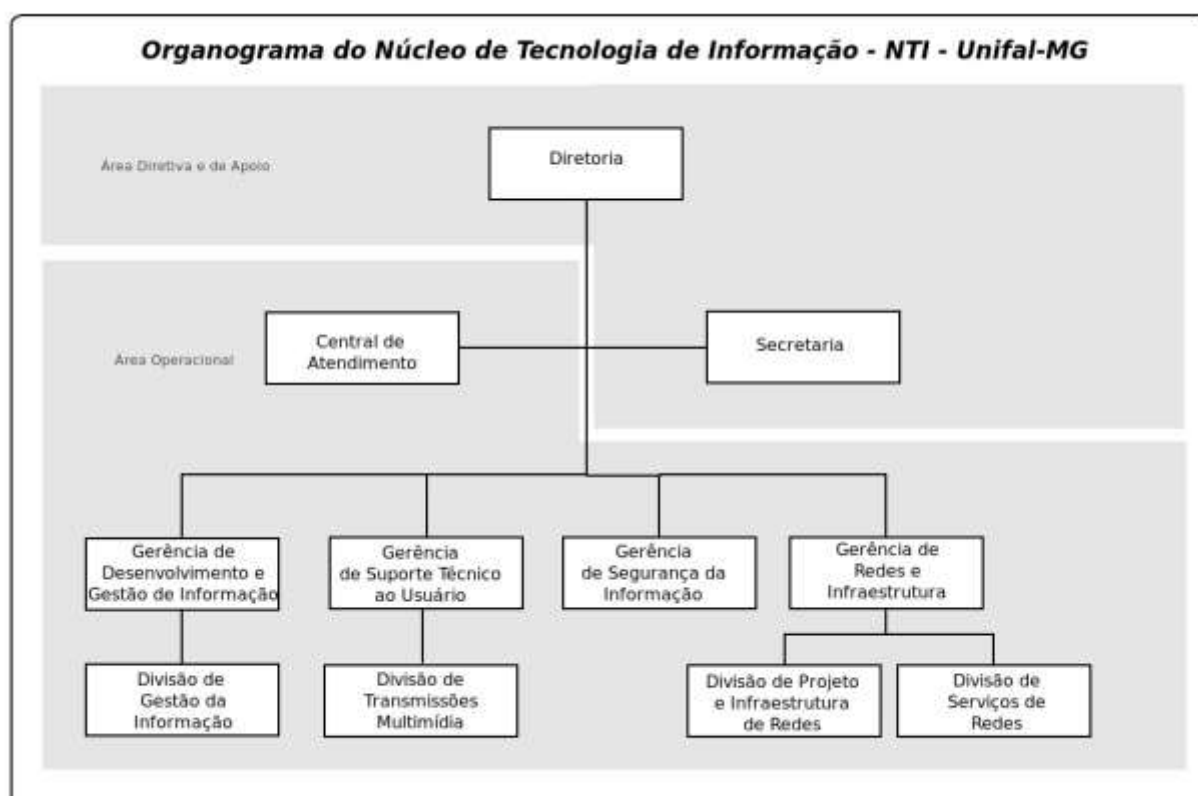 Organograma do Núcleo de Tecnologia de Informação - NTI - Unifal-MG
Diretoria
Área Diretiva e de Apoio
Central de
Atendimento
Secretaria
Área Operacional
Gerência de
Desenvolvimento e
Gestão de Informação
Gerência
de Suporte Técnico
ao Usuário
Gerência
de Segurança da
Informação
Gerência de
Redes e
Infraestrutura
Divisão de
Gestão da
Informação
Divisão de
Transmissões
Multimídia
Divisão de Projeto
e Infraestrutura
de Redes
Divisão de
Serviços de
Redes